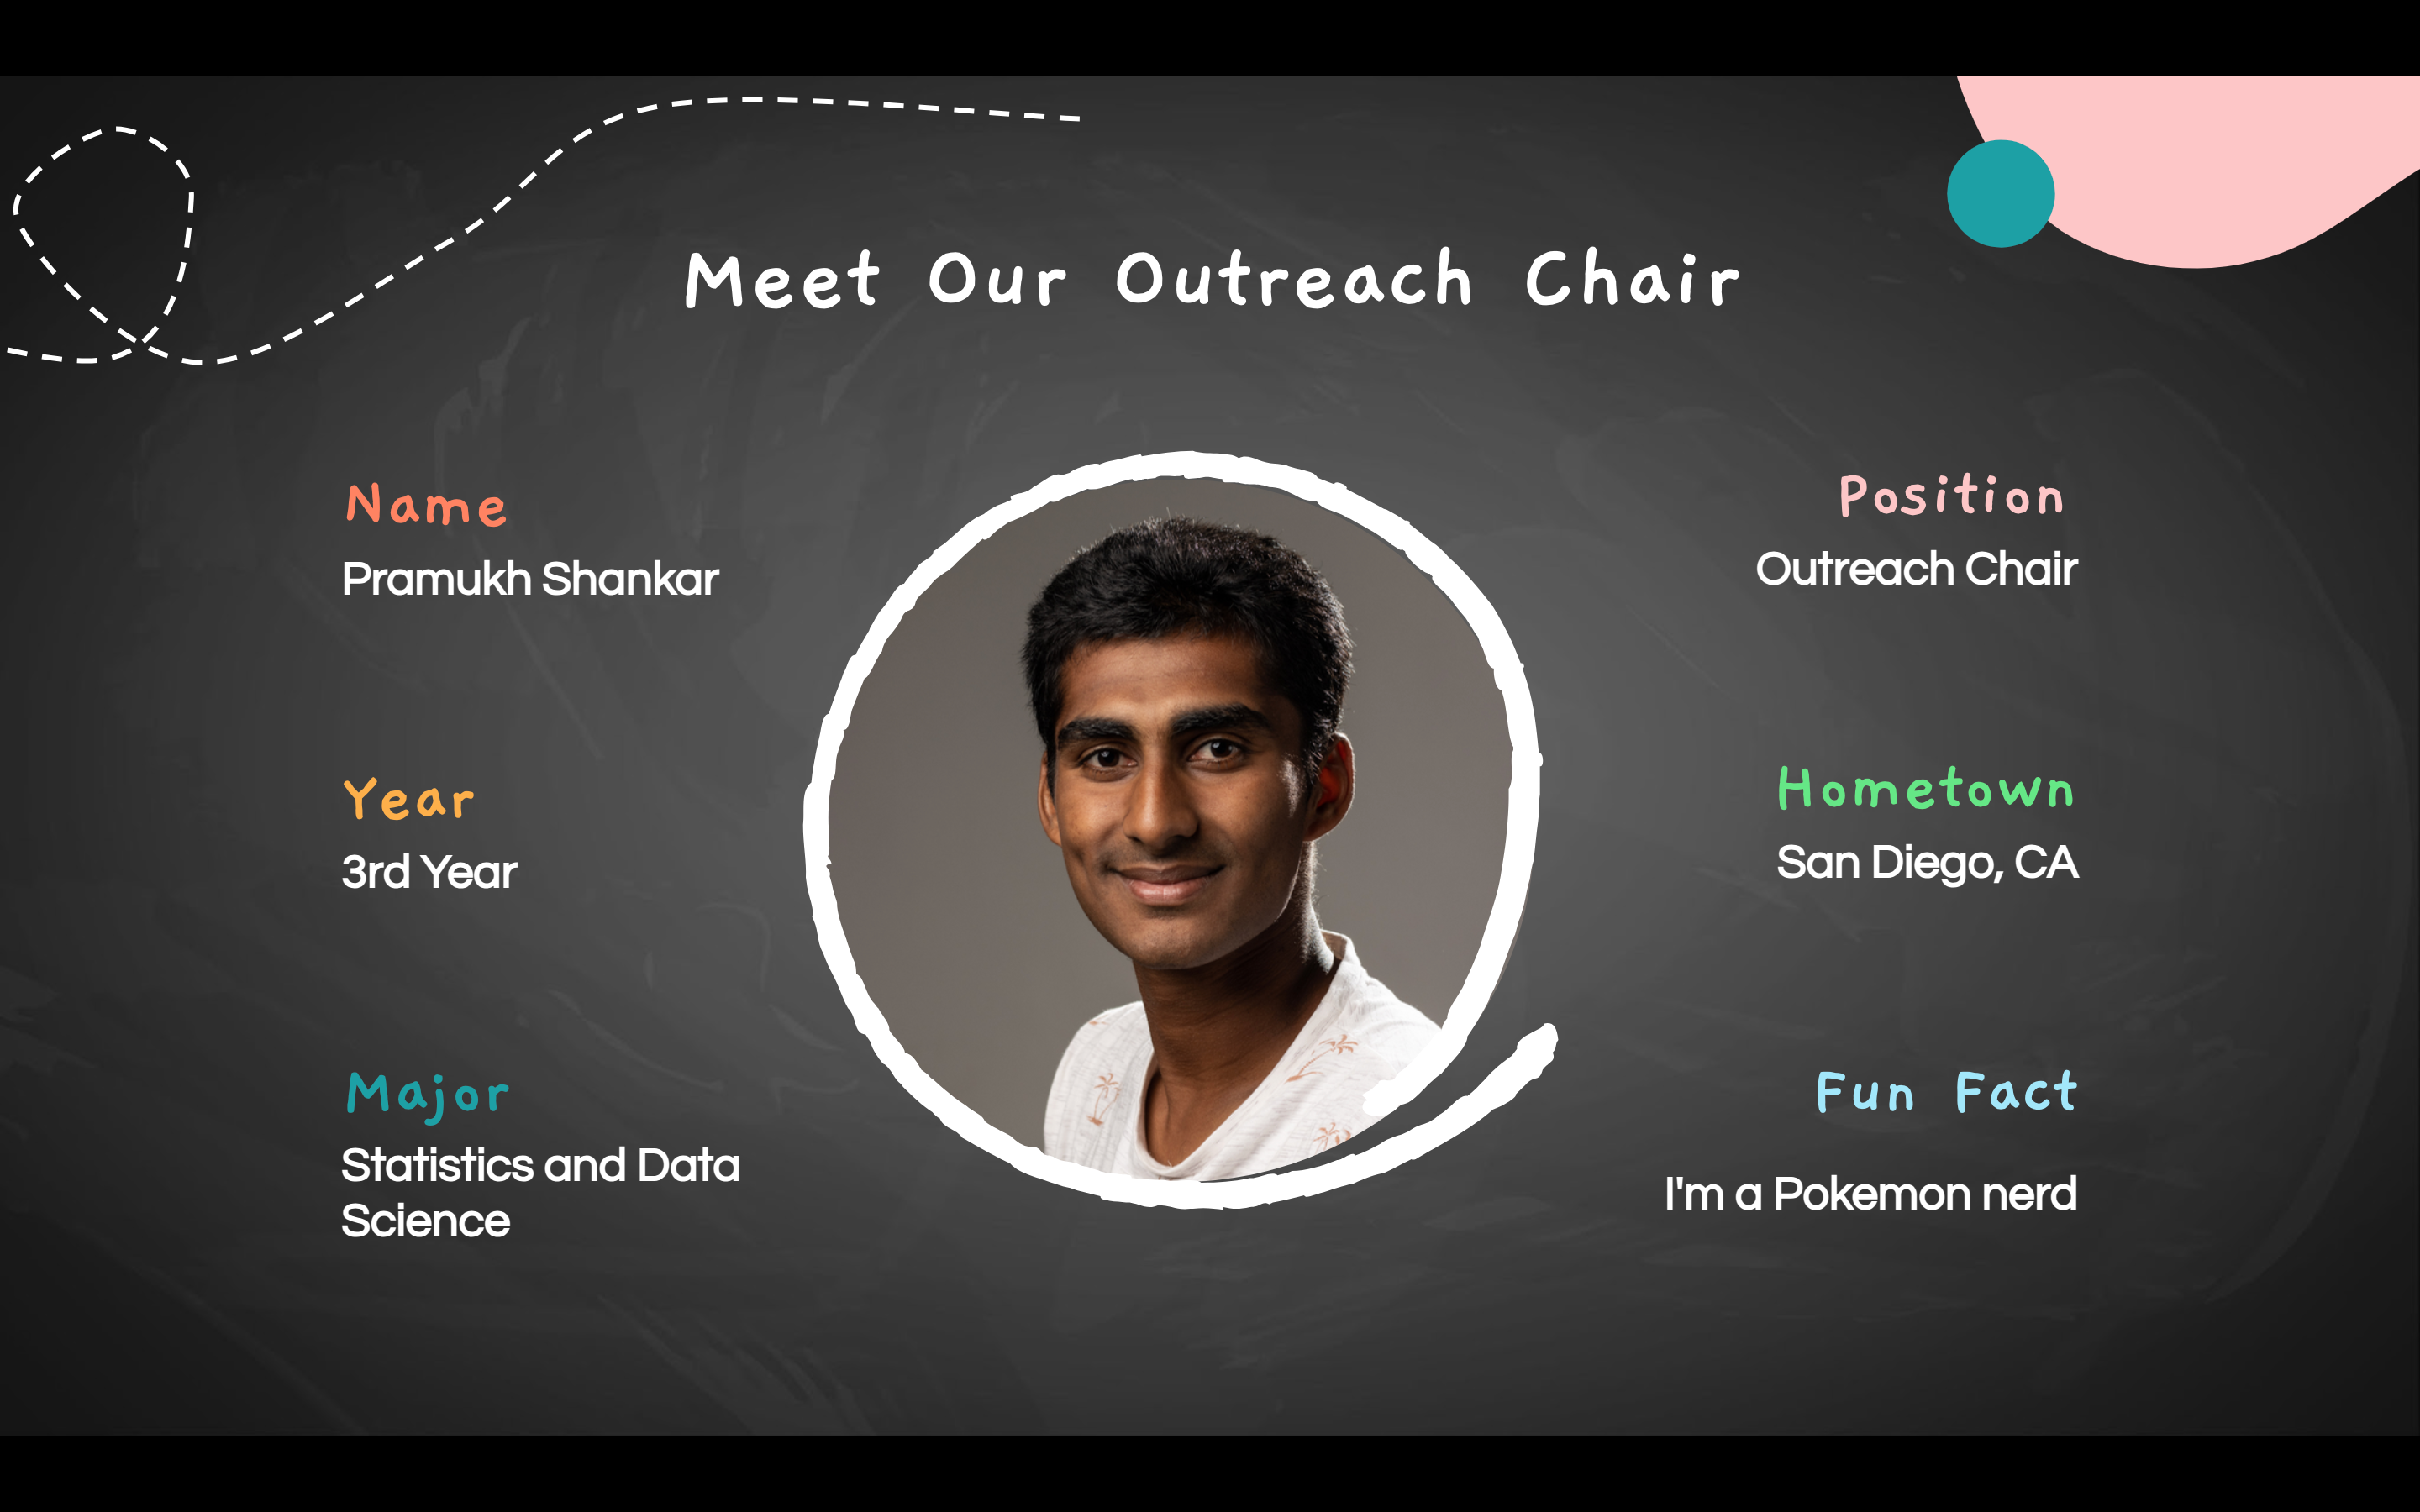 Meet Our Outreach Chair
Name
Pramukh Shankar
Year
3rd Year
Major
Statistics and Data
Science
Position
Outreach Chair
Hometown
San Diego, CA
Fun Fact
I'm a Pokemon nerd